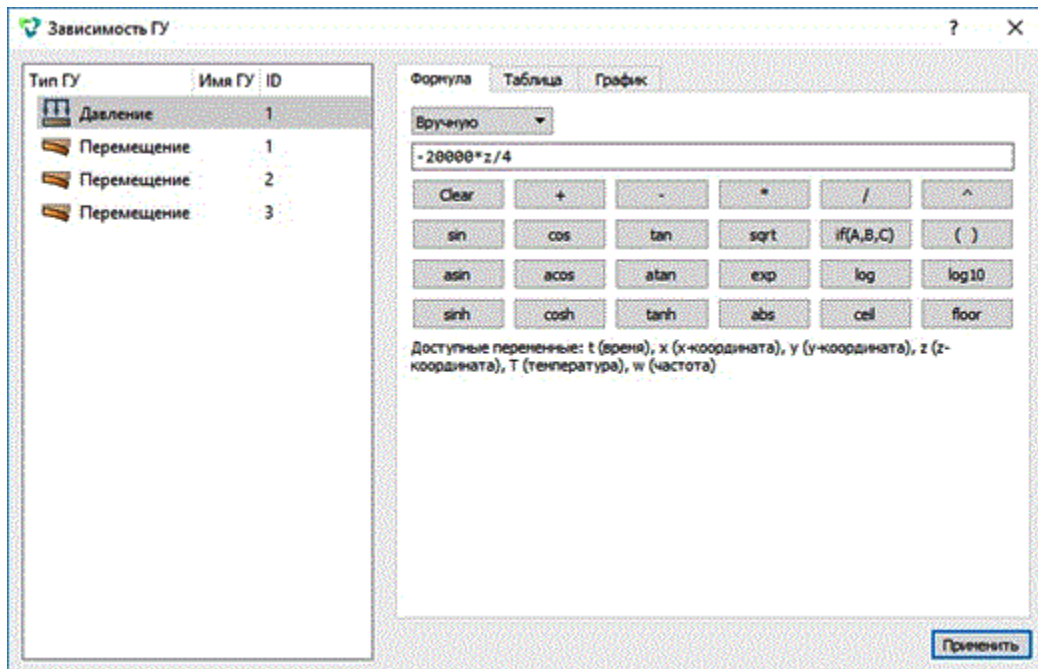 Зависимость ГУ ? ×
Тип ГУ Имя ГУ ID
Давление 1
Перемещение 1
Перемещение 2
Перемещение 3
Формула Таблица График
Вручную
-20000*z/4
Clear + - * / ^
sin cos tan sqrt if(A,B,C) ( )
asin acos atan exp log log10
sinh cosh tanh abs ceil floor
Доступные переменные: t (время), x (x-координата), y (y-координата), z (z-
координата), T (температура), w (частота)
Применить